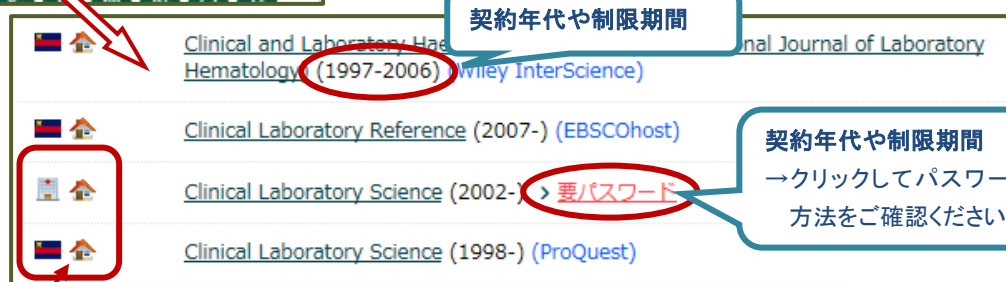 契約年代や制限期間
Clinical and Laboratory Hae nal Journal of Laboratory
Hematology) (1997-2006) (Wiley InterScience)
Clinical Laboratory Reference (2007-) (EBSCOhost)
契約年代や制限期間
→クリックしてパスワー
方法をご確認ください
Clinical Laboratory Science (2002-) > 要パスワード
Clinical Laboratory Science (1998-) (ProQuest)